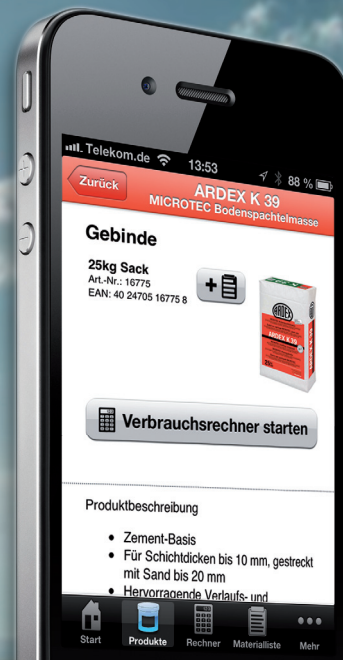 Telekom.de 13:53 88 %
Zurück
ARDEX K 39
MICROTEC Bodenspachtelmasse
Gebinde
25kg Sack
Art.-Nr.: 16775
EAN: 40 24705 16775 8
ARDEX
ARDEX K 39
Verbrauchsrechner starten
Produktbeschreibung
• Zement-Basis
• Für Schichtdicken bis 10 mm, gestreckt
mit Sand bis 20 mm
• Hervorragende Verlaufs- und
Start
Produkte
Rechner
Materialliste
Mehr